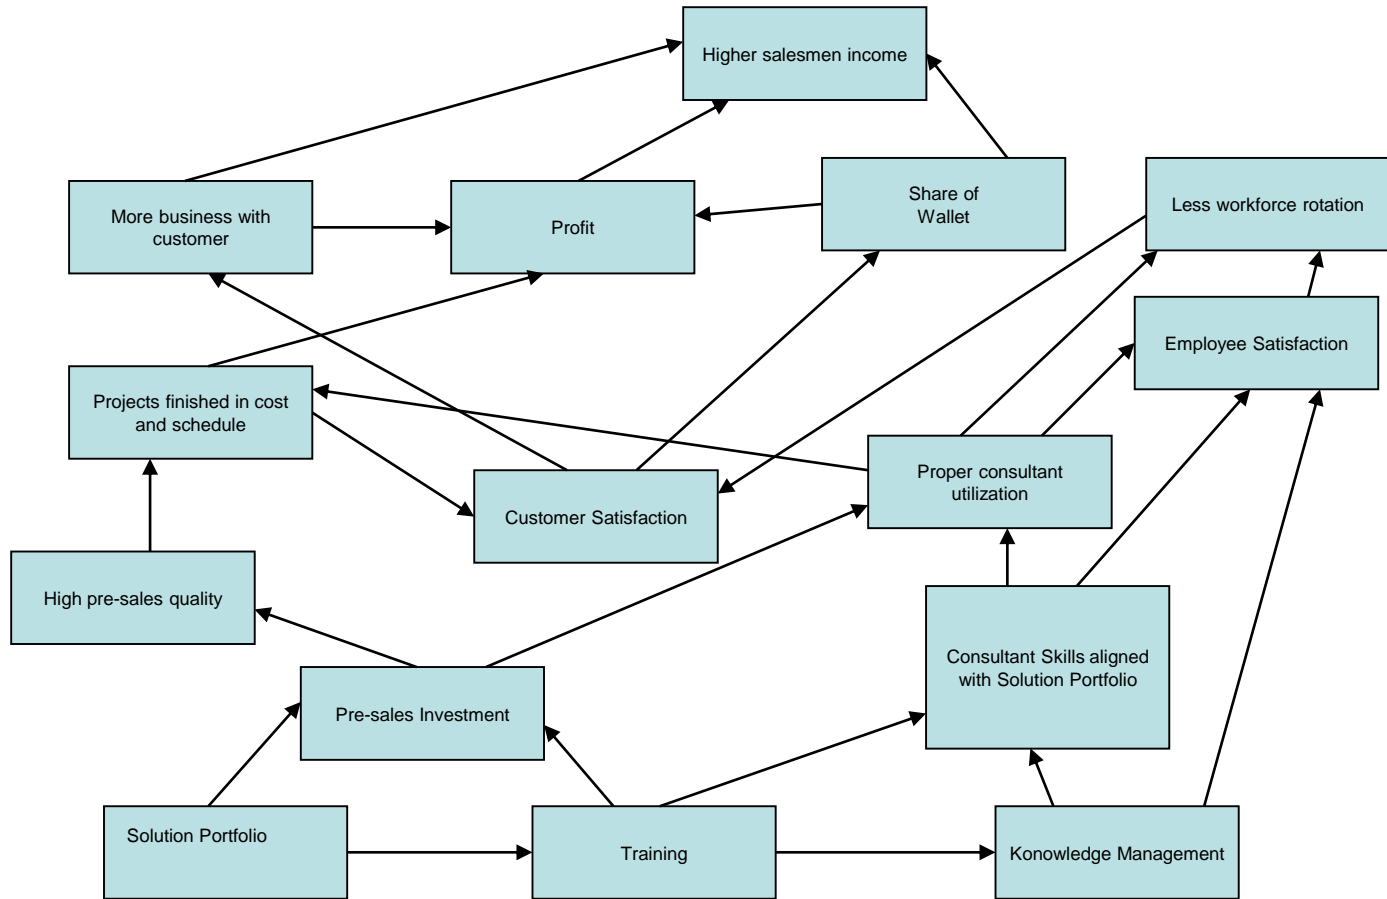 Higher salesmen income
More business with
customer
Profit
Share of
Wallet
Less workforce rotation
Employee Satisfaction
Projects finished in cost
and schedule
Customer Satisfaction
Proper consultant
utilization
High pre-sales quality
Pre-sales Investment
Consultant Skills aligned
with Solution Portfolio
Solution Portfolio
Training
Konowledge Management